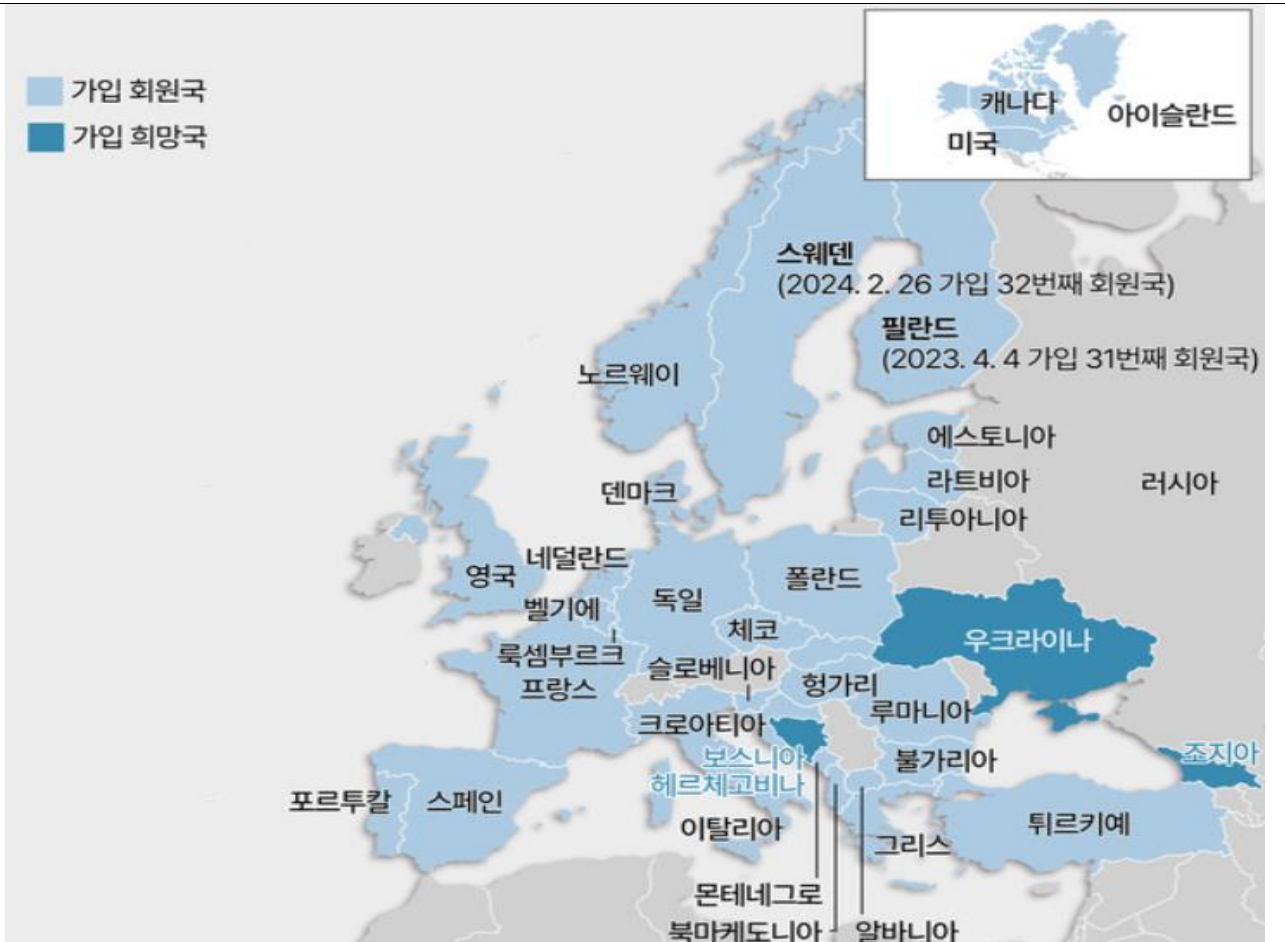 가입 회원국
가입 희망국
캐나다
아이슬란드
미국
스웨덴
(2024. 2. 26 가입 32번째 회원국)
필란드
(2023. 4. 4 가입 31번째 회원국)
노르웨이
에스토니아
라트비아
러시아
덴마크
리투아니아
네덜란드
영국
폴란드
독일
벨기에
체코
우크라이나
룩셈부르크
슬로베니아
프랑스
헝가리
루마니아
크로아티아
보스니아
헤르체고비나
불가리아
조지아
포르투칼
스페인
이탈리아
튀르키예
그리스
몬테네그로
북마케도니아
알바니아